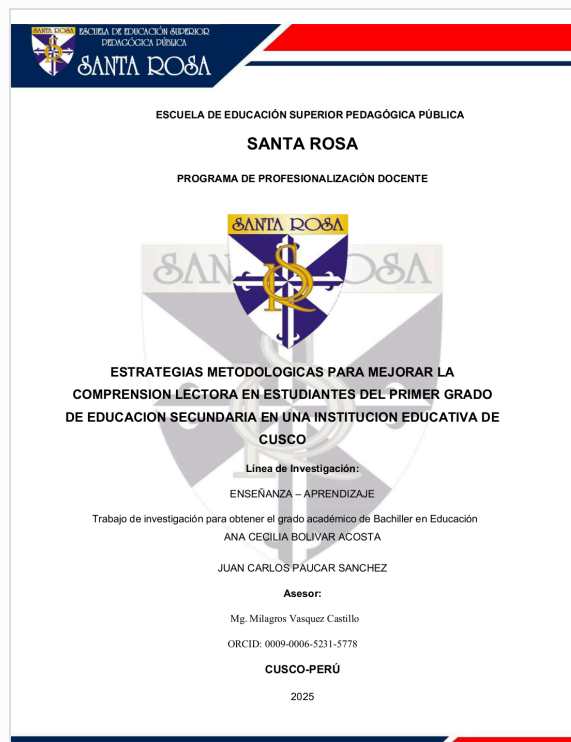 SANTA ROSA
ESCUELA DE EDUCACIÓN SUPERIOR
PEDAGÓGICA PÚBLICA
SANTA ROSA
ESCUELA DE EDUCACIÓN SUPERIOR PEDAGÓGICA PÚBLICA
SANTA ROSA
PROGRAMA DE PROFESIONALIZACIÒN DOCENTE
SANTA ROSA
SANTA ROSA
ESTRATEGIAS METODOLOGICAS PARA MEJORAR LA
COMPRENSION LECTORA EN ESTUDIANTES DEL PRIMER GRADO
DE EDUCACION SECUNDARIA EN UNA INSTITUCION EDUCATIVA DE
CUSCO
Línea de Investigación:
ENSEÑANZA – APRENDIZAJE
Trabajo de investigación para obtener el grado académico de Bachiller en Educación
ANA CECILIA BOLIVAR ACOSTA
JUAN CARLOS PAUCAR SANCHEZ
Asesor:
Mg. Milagros Vasquez Castillo
ORCID: 0009-0006-5231-5778
CUSCO-PERÚ
2025